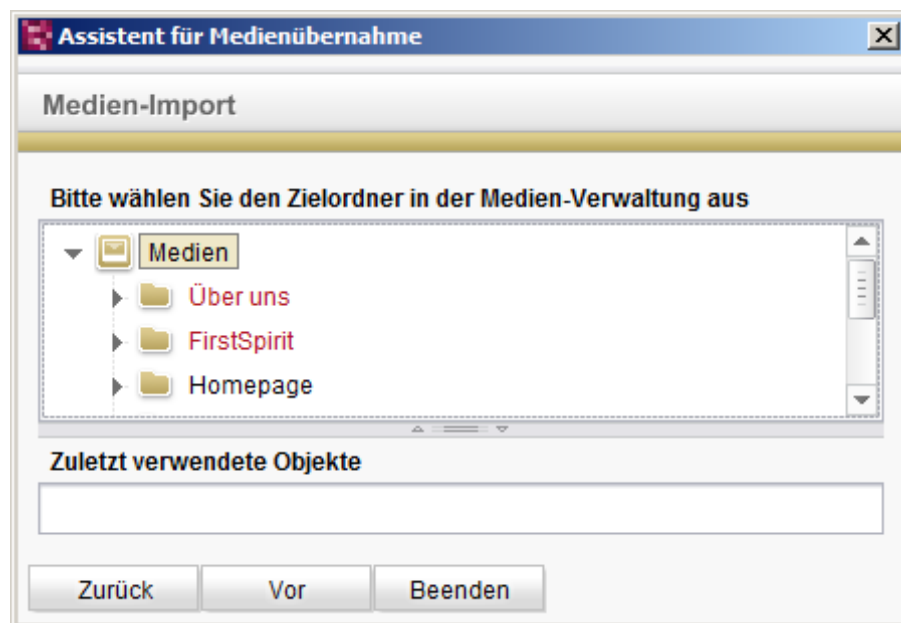 Assistent für Medienübernahme
Medien-Import
Bitte wählen Sie den Zielordner in der Medien-Verwaltung aus
Medien
Über uns
FirstSpirit
Homepage
Zuletzt verwendete Objekte
Zurück Vor Beenden